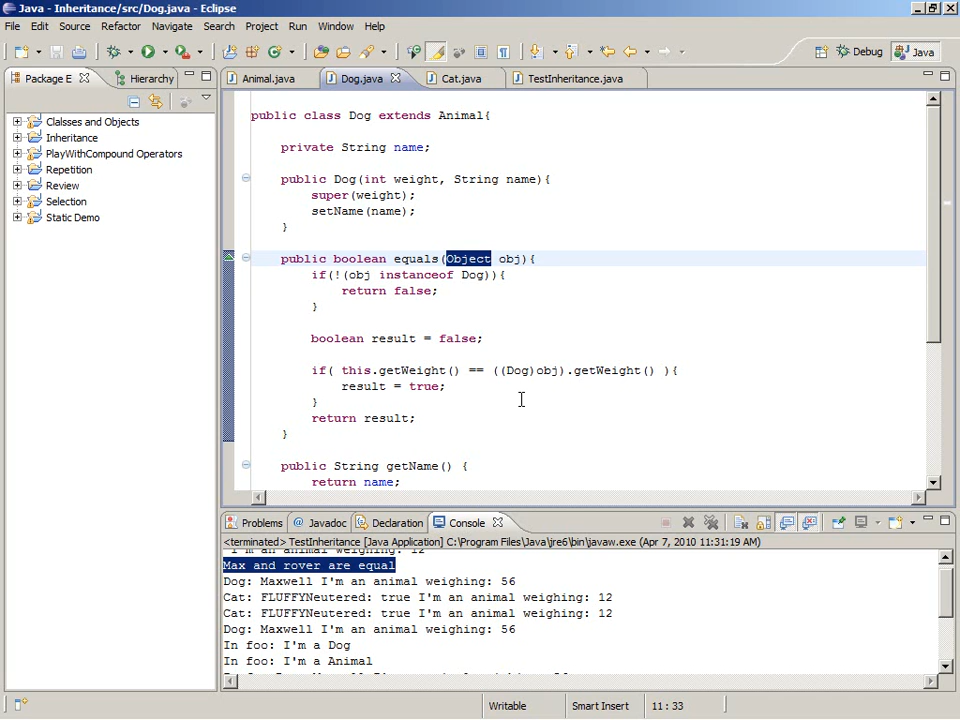 Java - Inheritance/src/Dog.java - Eclipse
File Edit Source Refactor Navigate Search Project Run Window Help
Debug Java
Package E Hierarchy
Animal.java Dog.java Cat.java TestInheritance.java
Clalsses and Objects
Inheritance
PlayWithCompound Operators
Repetition
Review
Selection
Static Demo
public class Dog extends Animal{
private String name;
public Dog(int weight, String name){
super(weight);
setName(name);
}
public boolean equals(Object obj){
if(!(obj instanceof Dog)){
return false;
}
boolean result = false;
if( this.getWeight() == ((Dog)obj).getWeight() ){
result = true;
}
return result;
}
public String getName() {
return name;
Problems Javadoc Declaration Console
<terminated> TestInheritance [Java Application] C:\Program Files\Java\jre6\bin\javaw.exe (Apr 7, 2010 11:31:19 AM)
I'm an animal weighing: 12
Max and rover are equal
Dog: Maxwell I'm an animal weighing: 56
Cat: FLUFFYNeutered: true I'm an animal weighing: 12
Cat: FLUFFYNeutered: true I'm an animal weighing: 12
Dog: Maxwell I'm an animal weighing: 56
In foo: I'm a Dog
In foo: I'm a Animal
Writable Smart Insert 11 : 33